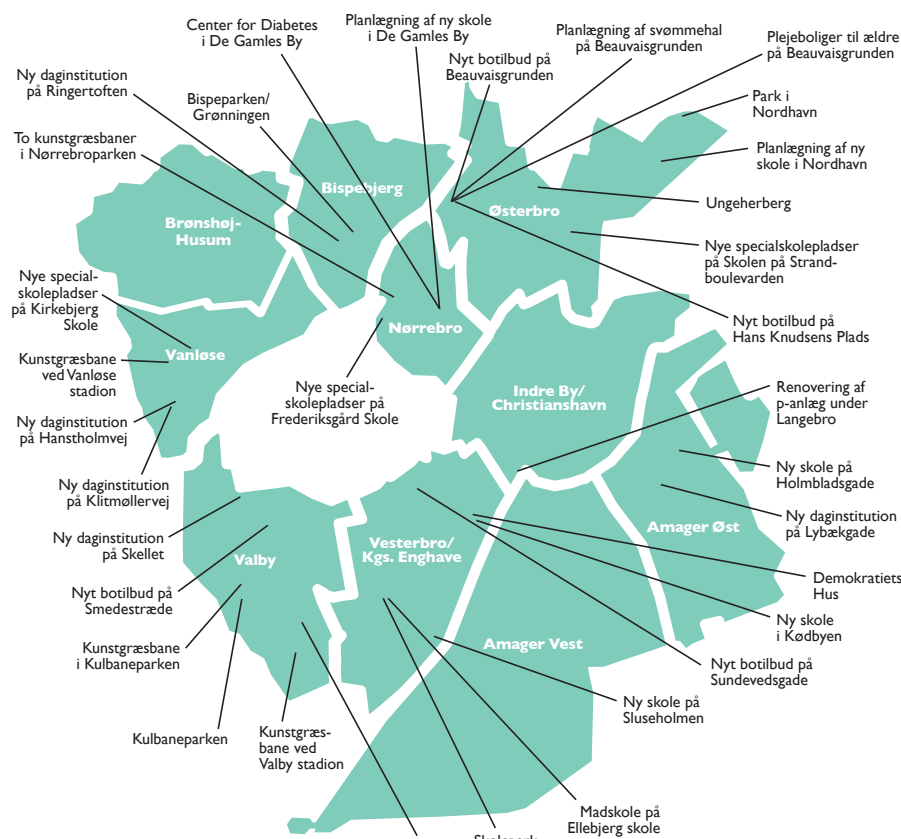 Center for Diabetes
i De Gamles By
Planlægning af ny skole
i De Gamles By
Planlægning af svømmehal
på Beauvaisgrunden
Plejeboliger til ældre
på Beauvaisgrunden
Nyt botilbud på
Beauvaisgrunden
Ny daginstitution
på Ringertoften
Bispeparken/
Grønningen
Park i
Nordhavn
To kunstgræsbaner
i Nørrebroparken
Planlægning af ny
skole i Nordhavn
Bispebjerg
Brønshøj-
Husum
Østerbro
Ungeherberg
Nye specialskolepladser
på Skolen på Strand-
boulevarden
Nye special-
skolepladser
på Kirkebjerg
Skole
Nørrebro
Nyt botilbud på
Hans Knudsens Plads
Vanløse
Kunstgræsbane
ved Vanløse
stadion
Nye special-
skolepladser på
Frederiksgård Skole
Indre By/
Christianshavn
Renovering af
p-anlæg under
Langebro
Ny daginstitution
på Hanstholmvej
Ny daginstitution
på Klitmøllervej
Ny skole på
Holmbladsgade
Ny daginstitution
på Skellet
Valby
Vesterbro/
Kgs. Enghave
Amager Øst
Ny daginstitution
på Lybækgade
Nyt botilbud på
Smedestræde
Demokratiets
Hus
Ny skole
i Kødbyen
Kunstgræsbane
i Kulbaneparken
Amager Vest
Nyt botilbud på
Sundevedsgade
Ny skole på
Sluseholmen
Kulbaneparken
Kunstgræs-
bane ved
Valby stadion
Madskole på
Ellebjerg skole